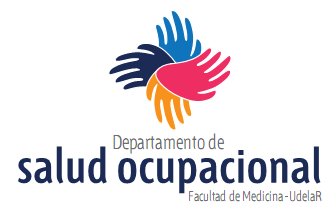 Departamento de
salud ocupacional
Facultad de Medicina-UdelaR